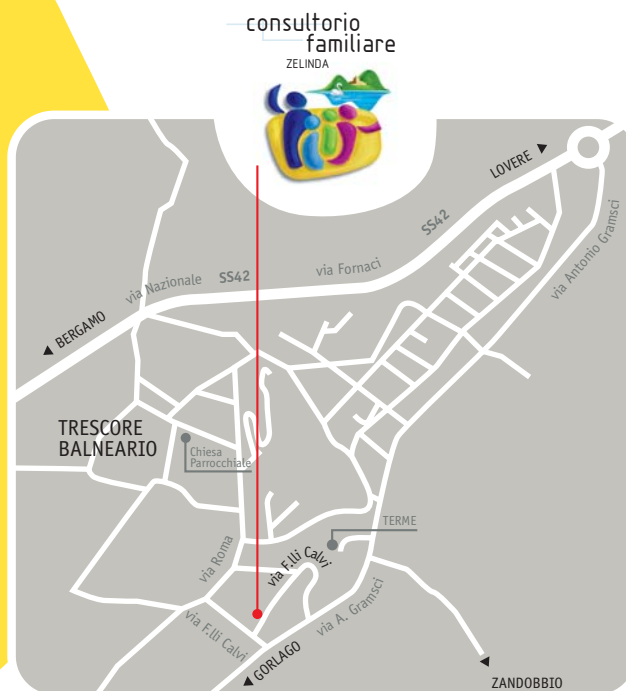 consultorio
familiare
ZELINDA
LOVERE
SS42
via Fornaci
via Nazionale
SS42
via Antonio Gramsci
BERGAMO
TRESCORE
BALNEARIO
Chiesa
Parrocchiale
TERME
via Roma
via F.lli Calvi
via A. Gramsci
via F.lli Calvi
GORLAGO
ZANDOBBIO